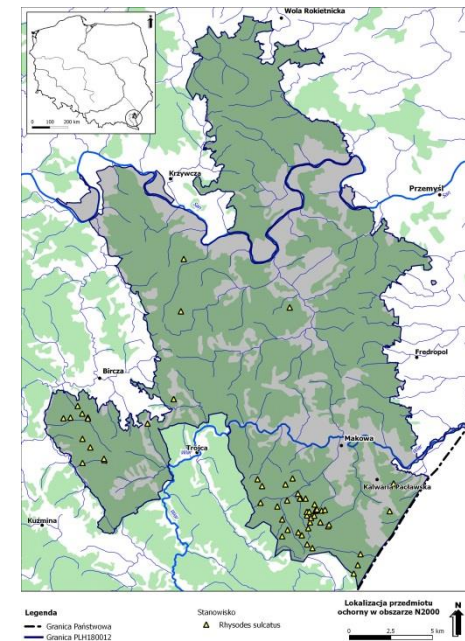 Wola Rokietnicka
0 100 200 km
Krzywcza
Przemyśl
Fredropol
Bircza
Trójca
Makowa
Kalwaria Pacławska
Kuźmina
Legenda
Granica Państwowa
Granica PLH180012
Stanowisko
Rhysodes sulcatus
Lokalizacja przedmiotu
ochorny w obszarze N2000
0 2,5 5 km
N